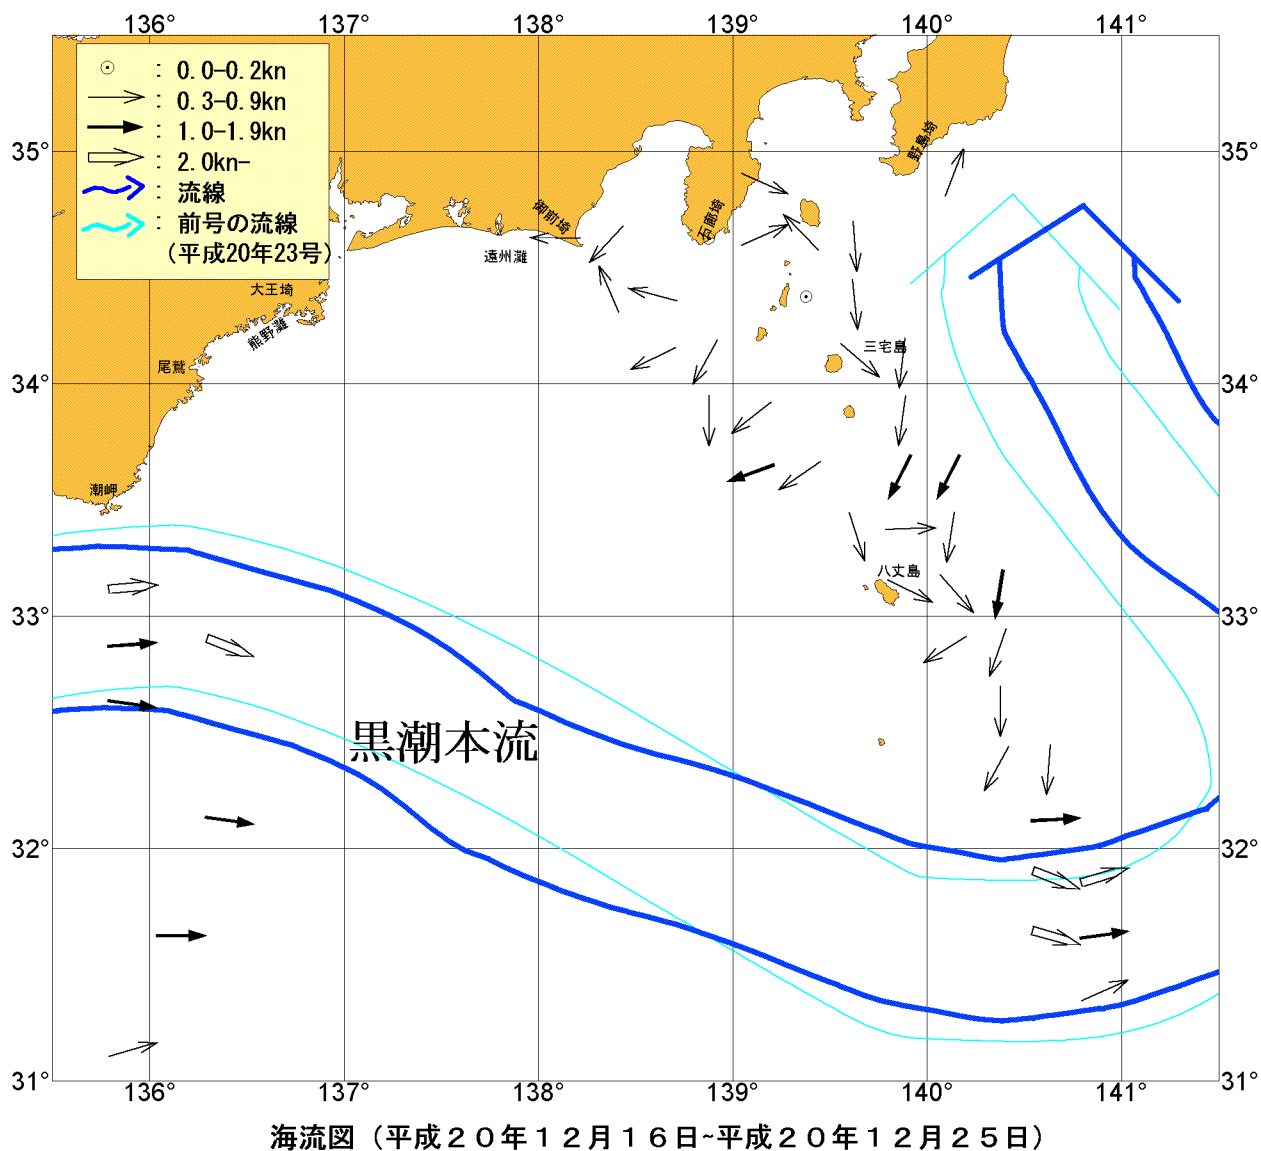 136° 137° 138° 139° 140° 141°
: 0.0-0.2kn
: 0.3-0.9kn
: 1.0-1.9kn
: 2.0kn-
: 流線
: 前号の流線
(平成20年23号)
35° 35°
野島埼
御前埼
石廊埼
遠州灘
大王埼
熊野灘
三宅島
尾鷲
34° 34°
潮岬
八丈島
33° 33°
黒潮本流
32° 32°
31° 31°
136° 137° 138° 139° 140° 141°
海流図（平成２０年１２月１６日~平成２０年１２月２５日）